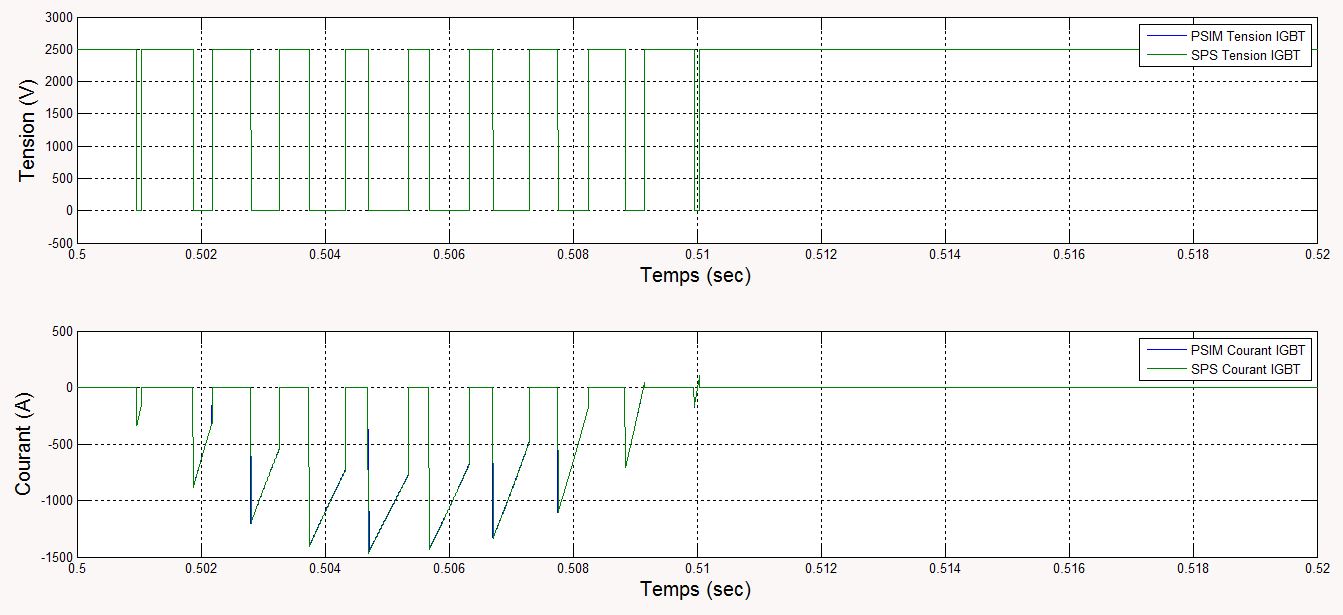 3000
2500
2000
1500
1000
500
0
-500
Tension (V)
PSIM Tension IGBT
SPS Tension IGBT
0.5 0.502 0.504 0.506 0.508 0.51 0.512 0.514 0.516 0.518 0.52
Temps (sec)
500
0
-500
-1000
-1500
Courant (A)
PSIM Courant IGBT
SPS Courant IGBT
0.5 0.502 0.504 0.506 0.508 0.51 0.512 0.514 0.516 0.518 0.52
Temps (sec)